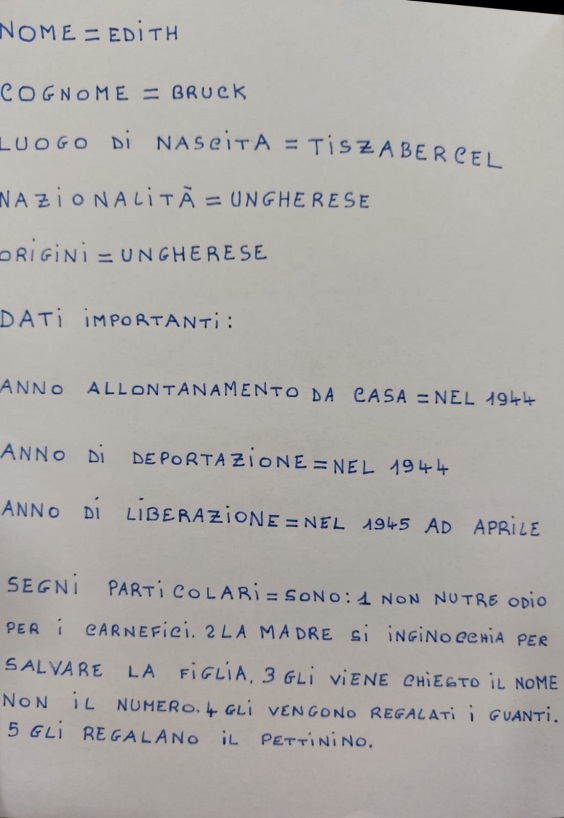 NOME = EDITH
COGNOME = BRUCK
LUOGO DI NASCITA = TISZABERCEL
NAZIONALITÀ = UNGHERESE
ORIGINI = UNGHERESE
DATI IMPORTANTI:
ANNO ALLONTANAMENTO DA CASA = NEL 1944
ANNO DI DEPORTAZIONE = NEL 1944
ANNO DI LIBERAZIONE = NEL 1945 AD APRILE
SEGNI PARTICOLARI = SONO: 1 NON NUTRE ODIO
PER I CARNEFICI. 2 LA MADRE SI INGINOCCHIA PER
SALVARE LA FIGLIA. 3 GLI VIENE CHIESTO IL NOME
NON IL NUMERO. 4 GLI VENGONO REGALATI I GUANTI.
5 GLI REGALANO IL PETTININO.